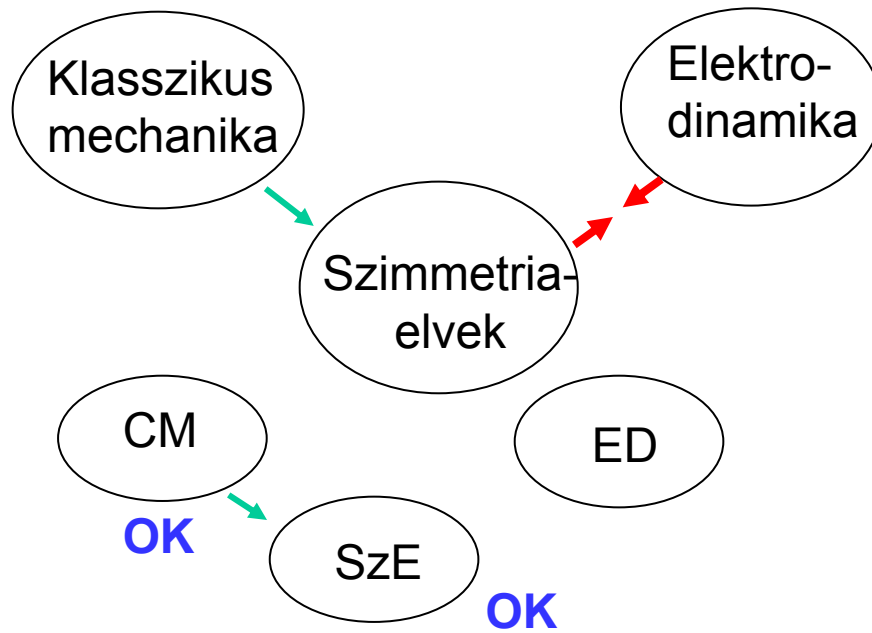 Klasszikus
mechanika
Elektro-
dinamika
Szimmetria-
elvek
CM
OK
ED
SzE
OK